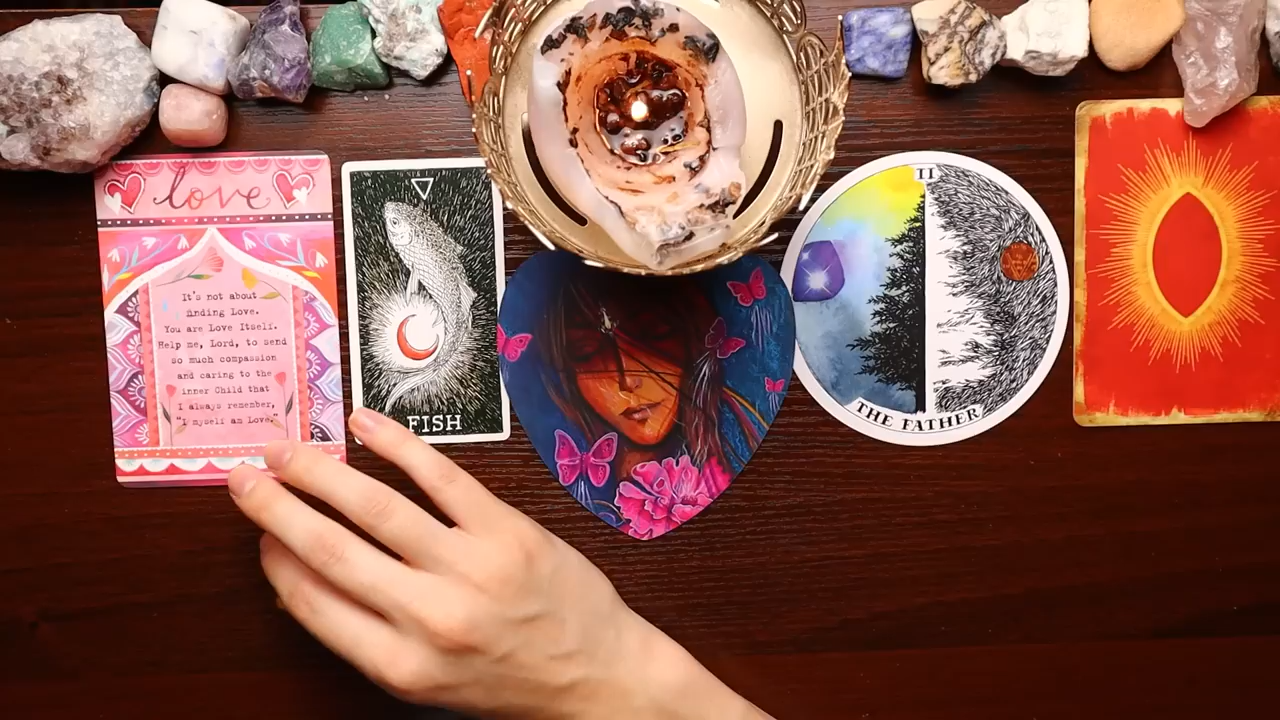 love
It's not about
finding Love.
You are Love Itself.
Help me, Lord, to send
so much compassion
and caring to the
inner Child that
I always remember,
"I myself am Love."
FISH
II
THE FATHER